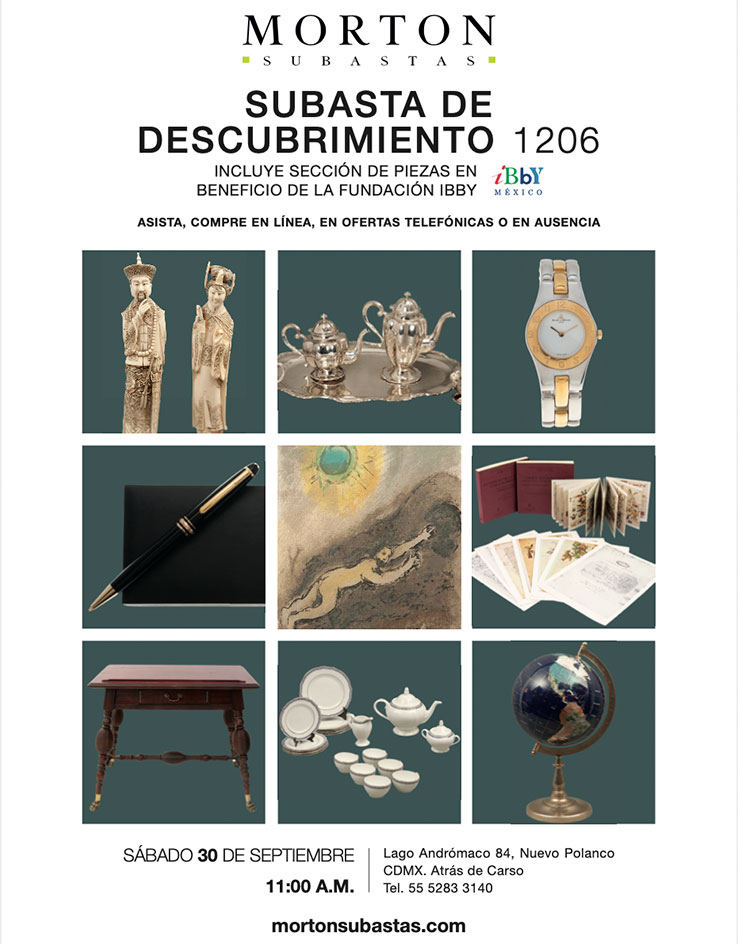 MORTON
SUBASTAS
SUBASTA DE
DESCUBRIMIENTO 1206
INCLUYE SECCIÓN DE PIEZAS EN
BENEFICIO DE LA FUNDACIÓN IBBY
iBbY
MÉXICO
ASISTA, COMPRE EN LÍNEA, EN OFERTAS TELEFÓNICAS O EN AUSENCIA
SÁBADO 30 DE SEPTIEMBRE
11:00 A.M.
Lago Andrómaco 84, Nuevo Polanco
CDMX. Atrás de Carso
Tel. 55 5283 3140
mortonsubastas.com